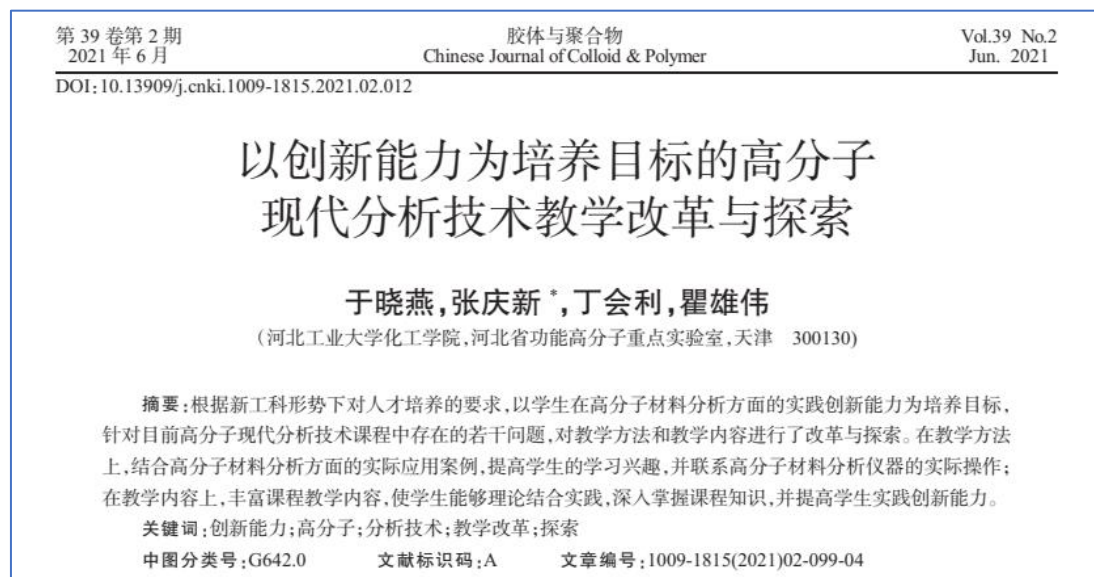 第 39 卷第 2 期
2021 年 6 月
胶体与聚合物
Chinese Journal of Colloid & Polymer
Vol.39 No.2
Jun. 2021
DOI:10.13909/j.cnki.1009-1815.2021.02.012
以创新能力为培养目标的高分子
现代分析技术教学改革与探索
于晓燕,张庆新*,丁会利,瞿雄伟
(河北工业大学化工学院,河北省功能高分子重点实验室,天津 300130)
摘要:根据新工科形势下对人才培养的要求,以学生在高分子材料分析方面的实践创新能力为培养目标,
针对目前高分子现代分析技术课程中存在的若干问题,对教学方法和教学内容进行了改革与探索。在教学方法
上,结合高分子材料分析方面的实际应用案例,提高学生的学习兴趣,并联系高分子材料分析仪器的实际操作;
在教学内容上,丰富课程教学内容,使学生能够理论结合实践,深入掌握课程知识,并提高学生实践创新能力。
关键词:创新能力;高分子;分析技术;教学改革;探索
中图分类号:G642.0 文献标识码:A 文章编号:1009-1815(2021)02-099-04